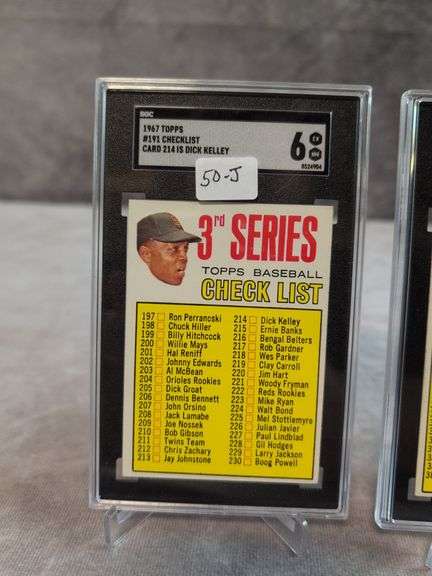 SGC
1967 TOPPS
#191 CHECKLIST
CARD 214 IS DICK KELLEY
6 EX
NM
8524904
50-J
3rd SERIES
TOPPS BASEBALL
CHECK LIST
197 Ron Perranoski
198 Chuck Hiller
199 Billy Hitchcock
200 Willie Mays
201 Hal Reniff
202 Johnny Edwards
203 Al McBean
204 Orioles Rookies
205 Dick Groat
206 Dennis Bennett
207 John Orsino
208 Jack Lamabe
209 Joe Nossek
210 Bob Gibson
211 Twins Team
212 Chris Zachary
213 Jay Johnstone
214 Dick Kelley
215 Ernie Banks
216 Bengal Belters
217 Rob Gardner
218 Wes Parker
219 Clay Carroll
220 Jim Hart
221 Woody Fryman
222 Reds Rookies
223 Mike Ryan
224 Walt Bond
225 Mel Stottlemyre
226 Julian Javier
227 Paul Lindblad
228 Gil Hodges
229 Larry Jackson
230 Boog Powell